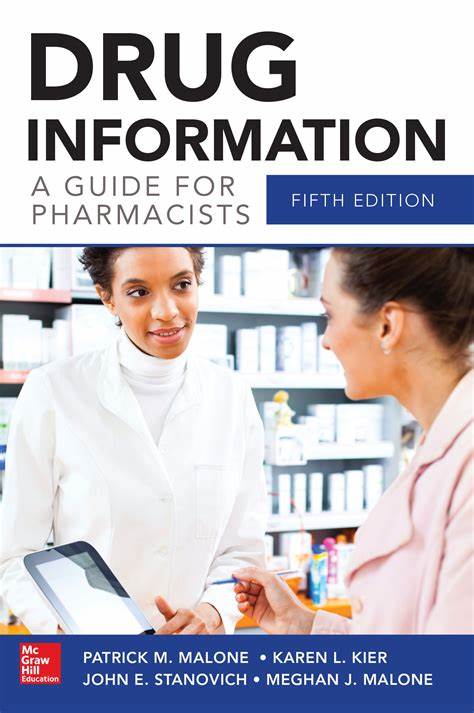 DRUG
INFORMATION
A GUIDE FOR
PHARMACISTS
FIFTH EDITION
Mc
Graw
Hill
Education
PATRICK M. MALONE • KAREN L. KIER
JOHN E. STANOVICH • MEGHAN J. MALONE